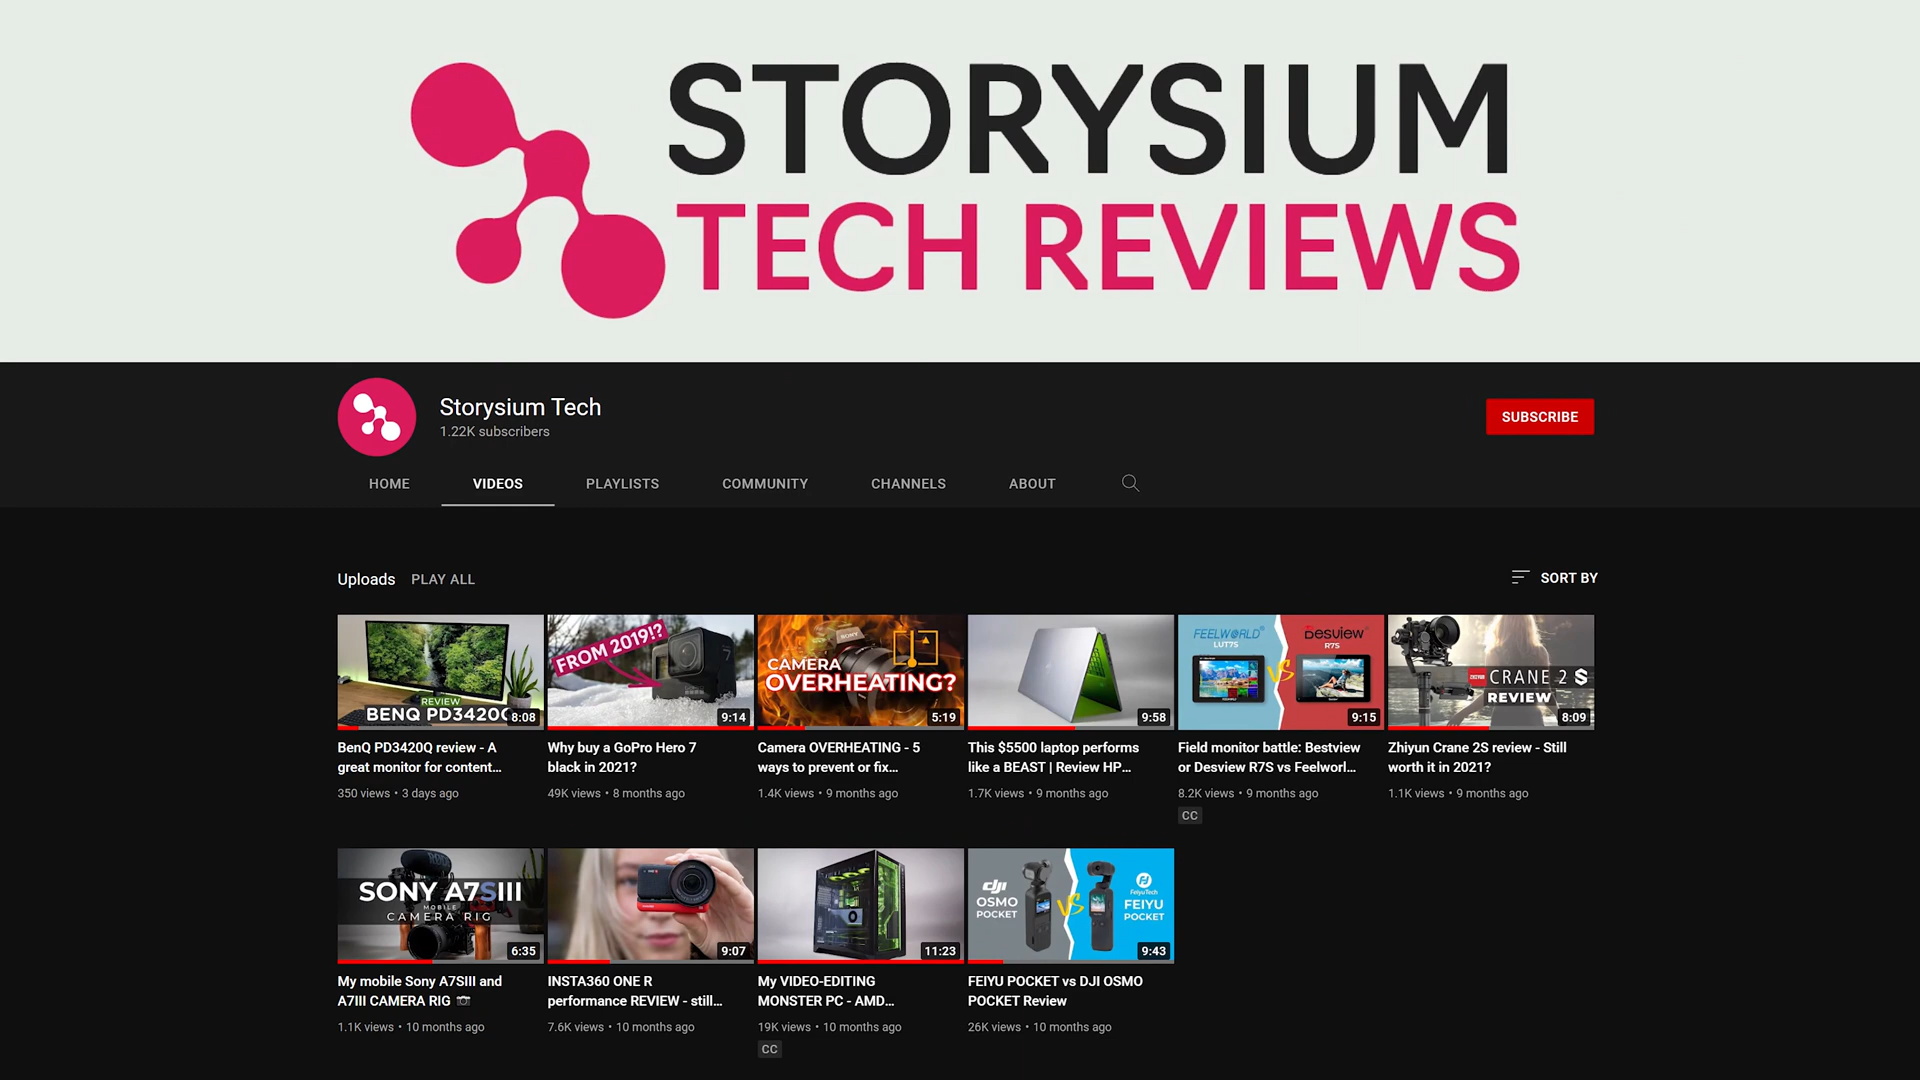 STORYSIUM
TECH REVIEWS
Storysium Tech
1.22K subscribers
SUBSCRIBE
HOME VIDEOS PLAYLISTS COMMUNITY CHANNELS ABOUT
Uploads PLAY ALL SORT BY
REVIEW
BENQ PD3420Q
8:08
FROM 2019!?
9:14
SONY
CAMERA
OVERHEATING?
5:19
9:58
FEELWORLD®
LUT7S
VS
Desview®
R7S
9:15
ZHIYUN CRANE 2 S
REVIEW
8:09
BenQ PD3420Q review - A
great monitor for content...
350 views • 3 days ago
Why buy a GoPro Hero 7
black in 2021?
49K views • 8 months ago
Camera OVERHEATING - 5
ways to prevent or fix...
1.4K views • 9 months ago
This $5500 laptop performs
like a BEAST | Review HP...
1.7K views • 9 months ago
Field monitor battle: Bestview
or Desview R7S vs Feelworl...
8.2K views • 9 months ago
CC
Zhiyun Crane 2S review - Still
worth it in 2021?
1.1K views • 9 months ago
RODE
SONY A7SIII
MOBILE
CAMERA RIG
6:35
9:07
11:23
dji
OSMO
POCKET
VS
FeiyuTech
FEIYU
POCKET
9:43
My mobile Sony A7SIII and
A7III CAMERA RIG 📷
1.1K views • 10 months ago
INSTA360 ONE R
performance REVIEW - still...
7.6K views • 10 months ago
My VIDEO-EDITING
MONSTER PC - AMD...
19K views • 10 months ago
CC
FEIYU POCKET vs DJI OSMO
POCKET Review
26K views • 10 months ago